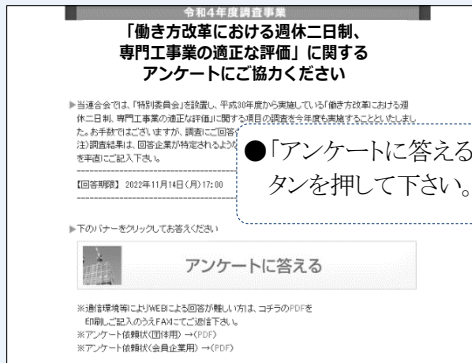 令和4年度調査事業
「働き方改革における週休二日制、
専門工事業の適正な評価」に関する
アンケートにご協力ください
▶当連合会では、「特別委員会」を設置し、平成30年度から実施している「働き方改革における週
休二日制、専門工事業の適正な評価」に関する項目の調査を今年度も実施することといたしまし
た。お手数ではございますが、調査にご回答
注)調査結果は、回答企業が特定されるような
を率直にご記入下さい。
【回答期限】 2022年11月14日(月)17:00
●「アンケートに答える
タンを押して下さい。
▶下のバナーをクリックしてお答えください
アンケートに答える
※通信環境等によりWEBによる回答が難しい方は、コチラのPDFを
印刷しご記入のうえFAXにてご返信下さい。
※アンケート依頼状(団体用) →(PDF)
※アンケート依頼状(会員企業用) →(PDF)